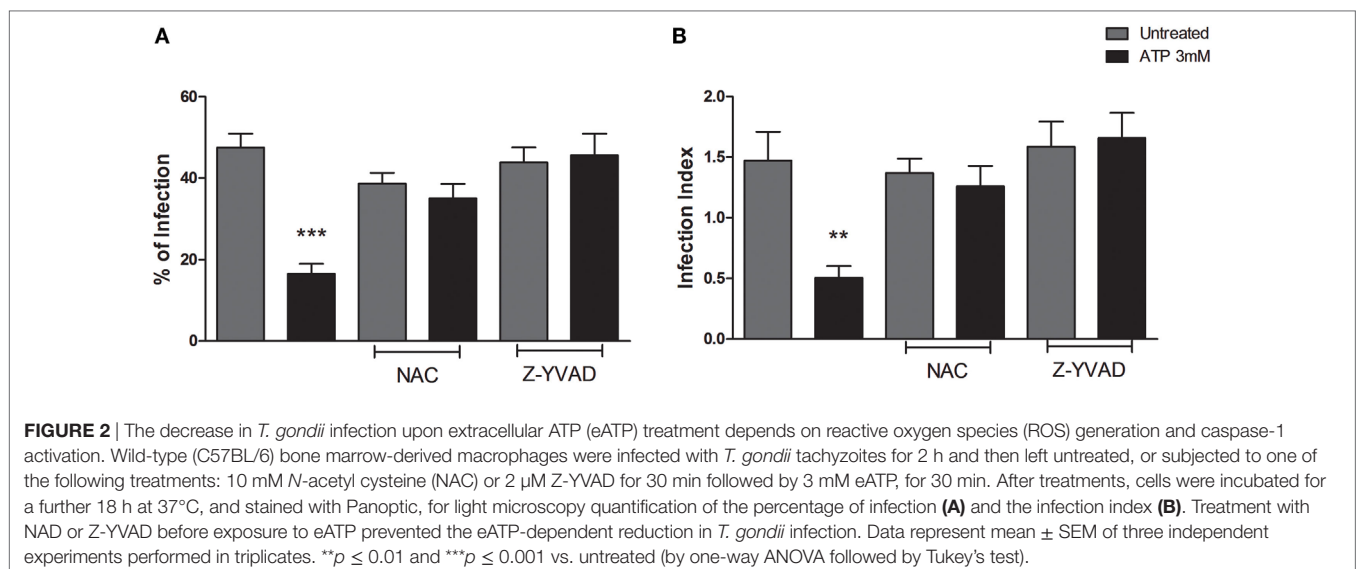 A
B
Untreated
ATP 3mM
% of Infection
60
40
20
0
***
NAC
Z-YVAD
Infection Index
2.0
1.5
1.0
0.5
0.0
**
NAC
Z-YVAD
FIGURE 2 | The decrease in T. gondii infection upon extracellular ATP (eATP) treatment depends on reactive oxygen species (ROS) generation and caspase-1
activation. Wild-type (C57BL/6) bone marrow-derived macrophages were infected with T. gondii tachyzoites for 2 h and then left untreated, or subjected to one of
the following treatments: 10 mM N-acetyl cysteine (NAC) or 2 µM Z-YVAD for 30 min followed by 3 mM eATP, for 30 min. After treatments, cells were incubated for
a further 18 h at 37°C, and stained with Panoptic, for light microscopy quantification of the percentage of infection (A) and the infection index (B). Treatment with
NAD or Z-YVAD before exposure to eATP prevented the eATP-dependent reduction in T. gondii infection. Data represent mean ± SEM of three independent
experiments performed in triplicates. **p ≤ 0.01 and ***p ≤ 0.001 vs. untreated (by one-way ANOVA followed by Tukey's test).